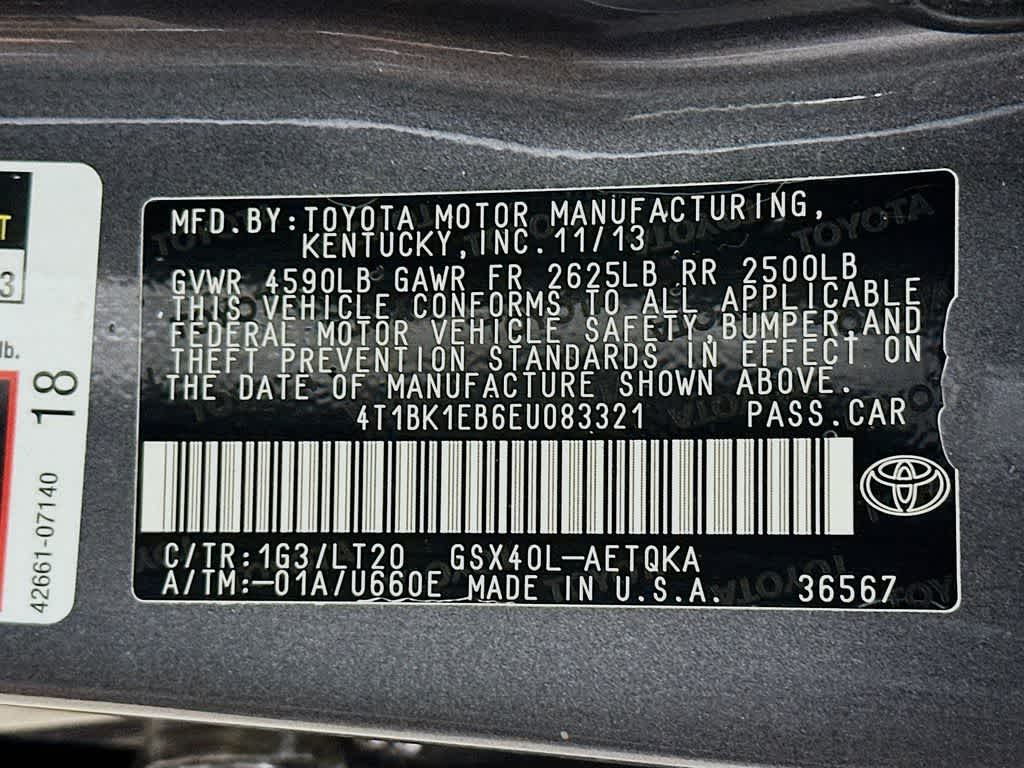 MFD.BY:TOYOTA MOTOR MANUFACTURING,
KENTUCKY,INC.11/13
GVWR 4590LB GAWR FR 2625LB RR 2500LB
THIS VEHICLE CONFORMS TO ALL APPLICABLE
FEDERAL MOTOR VEHICLE SAFETY,BUMPER,AND
THEFT PREVENTION STANDARDS IN EFFECT ON
THE DATE OF MANUFACTURE SHOWN ABOVE.
4T1BK1EB6EU083321 PASS.CAR
C/TR:1G3/LT20 GSX40L-AETQKA
A/TM:-01A/U660E MADE IN U.S.A. 36567
T
3
lb.
18
42661-07140
TOYOTA